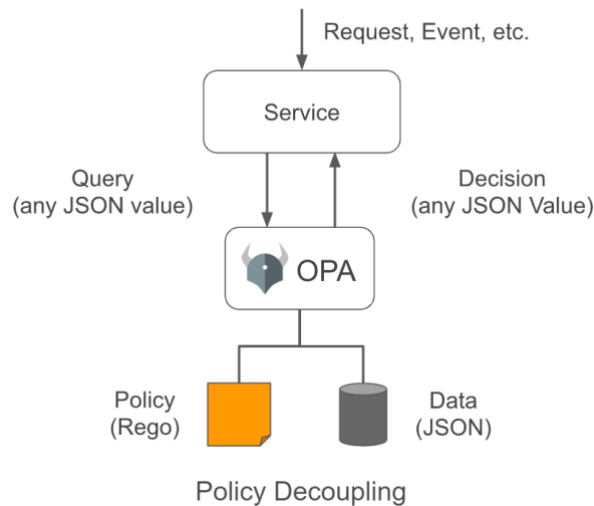 Request, Event, etc.
Service
Query
(any JSON value)
Decision
(any JSON Value)
OPA
Policy
(Rego)
Data
(JSON)
Policy Decoupling